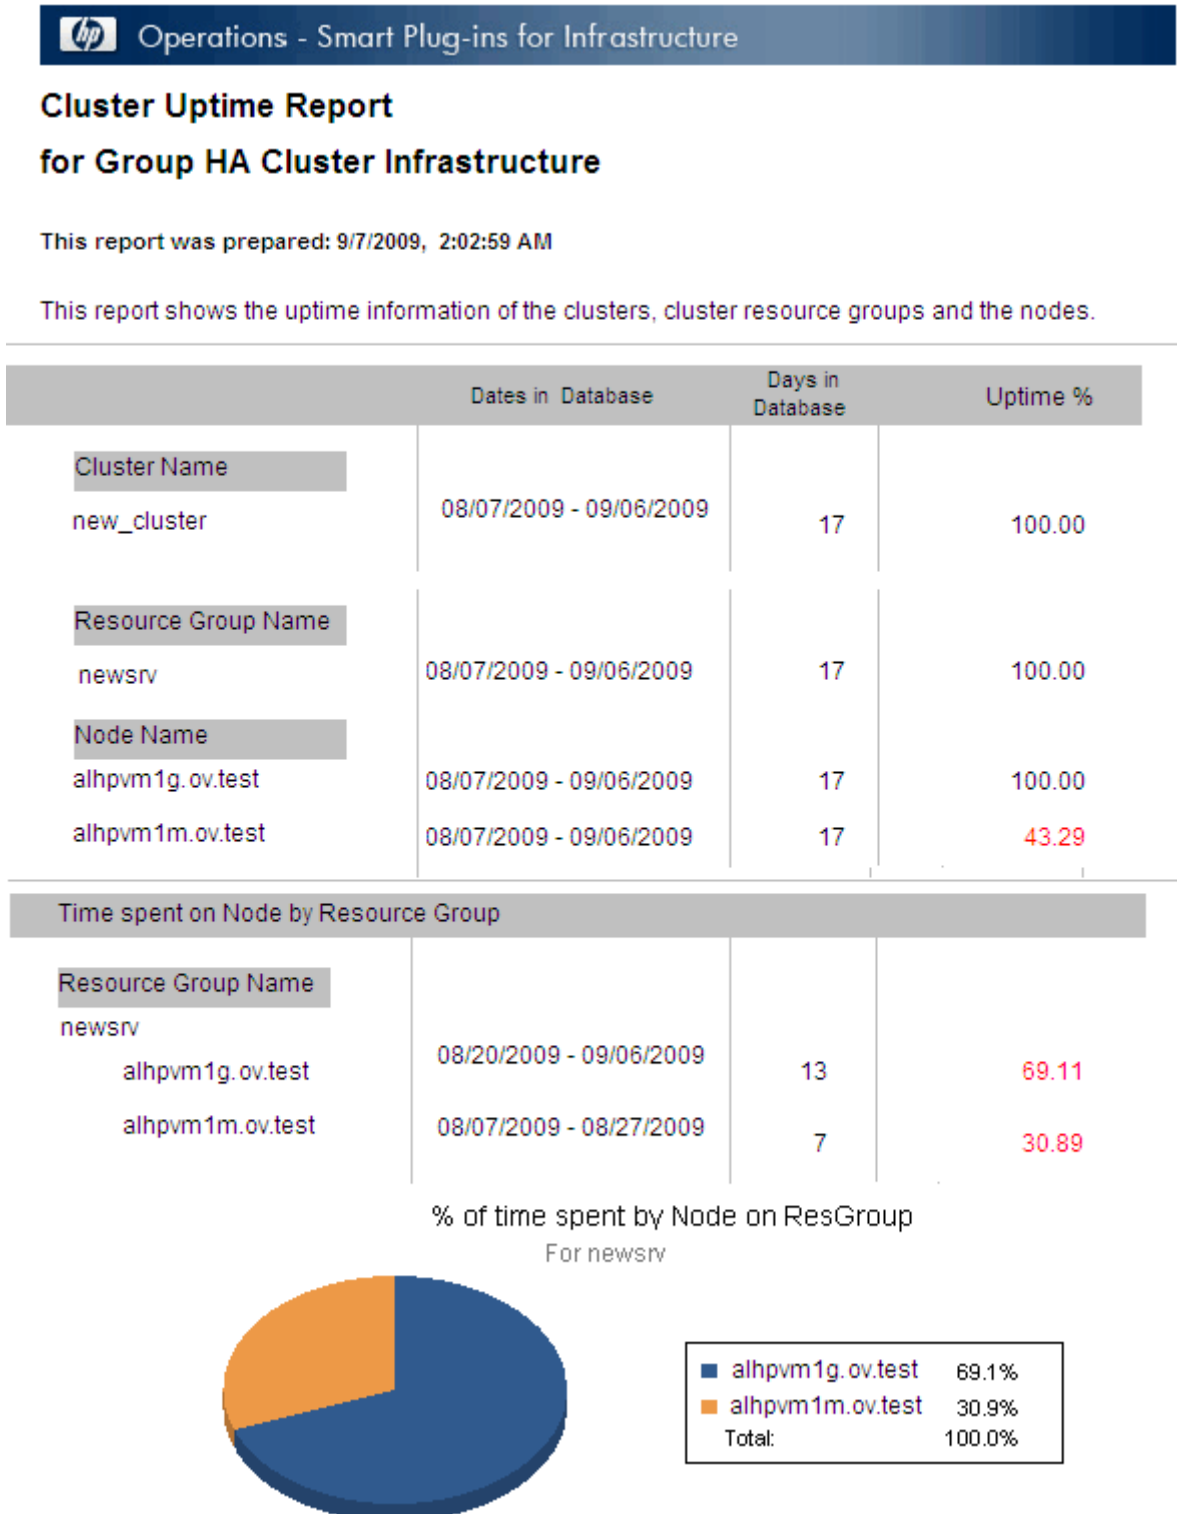 hp Operations - Smart Plug-ins for Infrastructure
Cluster Uptime Report
for Group HA Cluster Infrastructure
This report was prepared: 9/7/2009, 2:02:59 AM
This report shows the uptime information of the clusters, cluster resource groups and the nodes.
Dates in Database Days in Database Uptime %
Cluster Name
new_cluster 08/07/2009 - 09/06/2009 17 100.00
Resource Group Name
newsrv 08/07/2009 - 09/06/2009 17 100.00
Node Name
alhpvm1g.ov.test 08/07/2009 - 09/06/2009 17 100.00
alhpvm1m.ov.test 08/07/2009 - 09/06/2009 17 43.29
Time spent on Node by Resource Group
Resource Group Name
newsrv
alhpvm1g.ov.test 08/20/2009 - 09/06/2009 13 69.11
alhpvm1m.ov.test 08/07/2009 - 08/27/2009 7 30.89
% of time spent by Node on ResGroup
For newsrv
alhpvm1g.ov.test 69.1%
alhpvm1m.ov.test 30.9%
Total: 100.0%